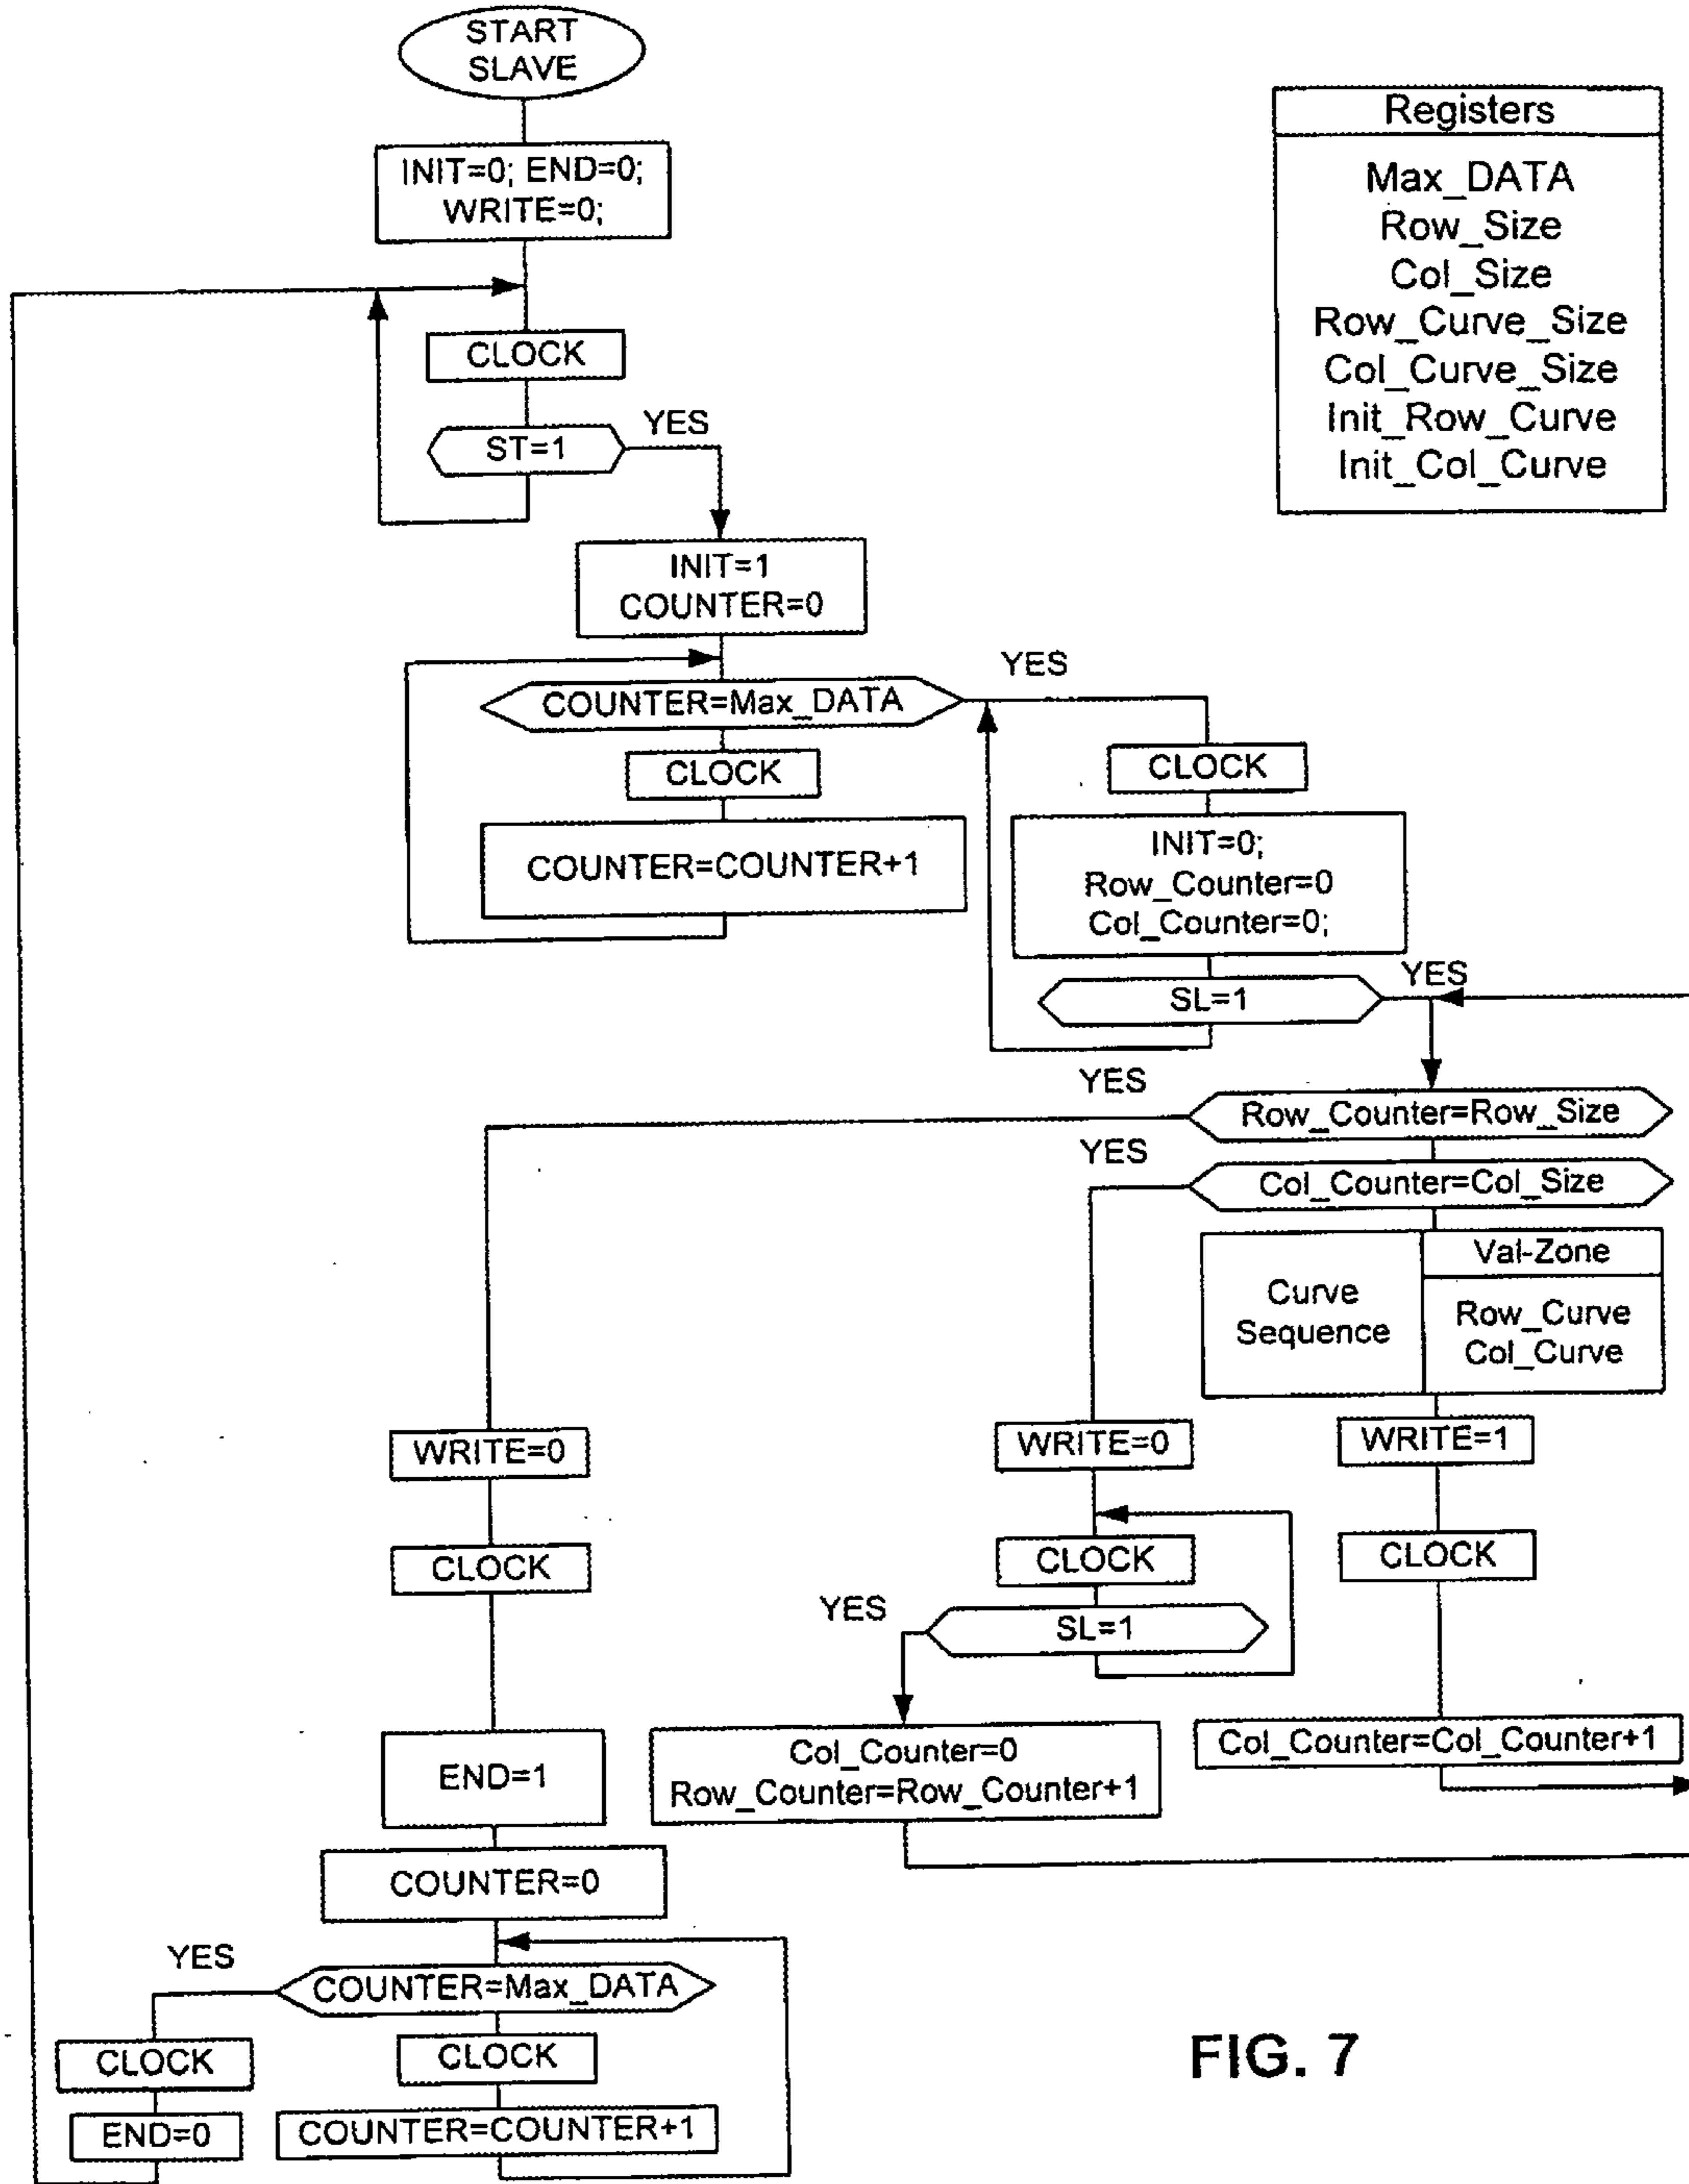 START
SLAVE
INIT=0; END=0;
WRITE=0;
CLOCK
ST=1
YES
INIT=1
COUNTER=0
COUNTER=Max_DATA
YES
CLOCK
COUNTER=COUNTER+1
CLOCK
INIT=0;
Row_Counter=0
Col_Counter=0;
SL=1
YES
YES
Row_Counter=Row_Size
YES
Col_Counter=Col_Size
Curve
Sequence
Val-Zone
Row_Curve
Col_Curve
WRITE=0
CLOCK
END=1
COUNTER=0
YES
COUNTER=Max_DATA
CLOCK
END=0
CLOCK
COUNTER=COUNTER+1
WRITE=0
CLOCK
YES
SL=1
Col_Counter=0
Row_Counter=Row_Counter+1
WRITE=1
CLOCK
Col_Counter=Col_Counter+1
Registers
Max_DATA
Row_Size
Col_Size
Row_Curve_Size
Col_Curve_Size
Init_Row_Curve
Init_Col_Curve
FIG. 7